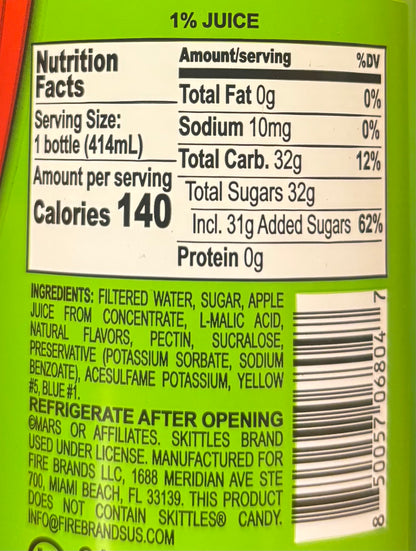 1% JUICE
Nutrition
Facts
Serving Size:
1 bottle (414mL)
Amount per serving
Calories 140
Amount/serving %DV
Total Fat 0g 0%
Sodium 10mg 0%
Total Carb. 32g 12%
Total Sugars 32g
Incl. 31g Added Sugars 62%
Protein 0g
INGREDIENTS: FILTERED WATER, SUGAR, APPLE
JUICE FROM CONCENTRATE, L-MALIC ACID,
NATURAL FLAVORS, PECTIN, SUCRALOSE,
PRESERVATIVE (POTASSIUM SORBATE, SODIUM
BENZOATE), ACESULFAME POTASSIUM, YELLOW
#5, BLUE #1.
REFRIGERATE AFTER OPENING
©MARS OR AFFILIATES. SKITTLES BRAND
USED UNDER LICENSE. MANUFACTURED FOR
FIRE BRANDS LLC, 1688 MERIDIAN AVE STE
700, MIAMI BEACH, FL 33139. THIS PRODUCT
DOES NOT CONTAIN SKITTLES® CANDY.
INFO@FIREBRANDSUS.COM
8 50057 06804 7